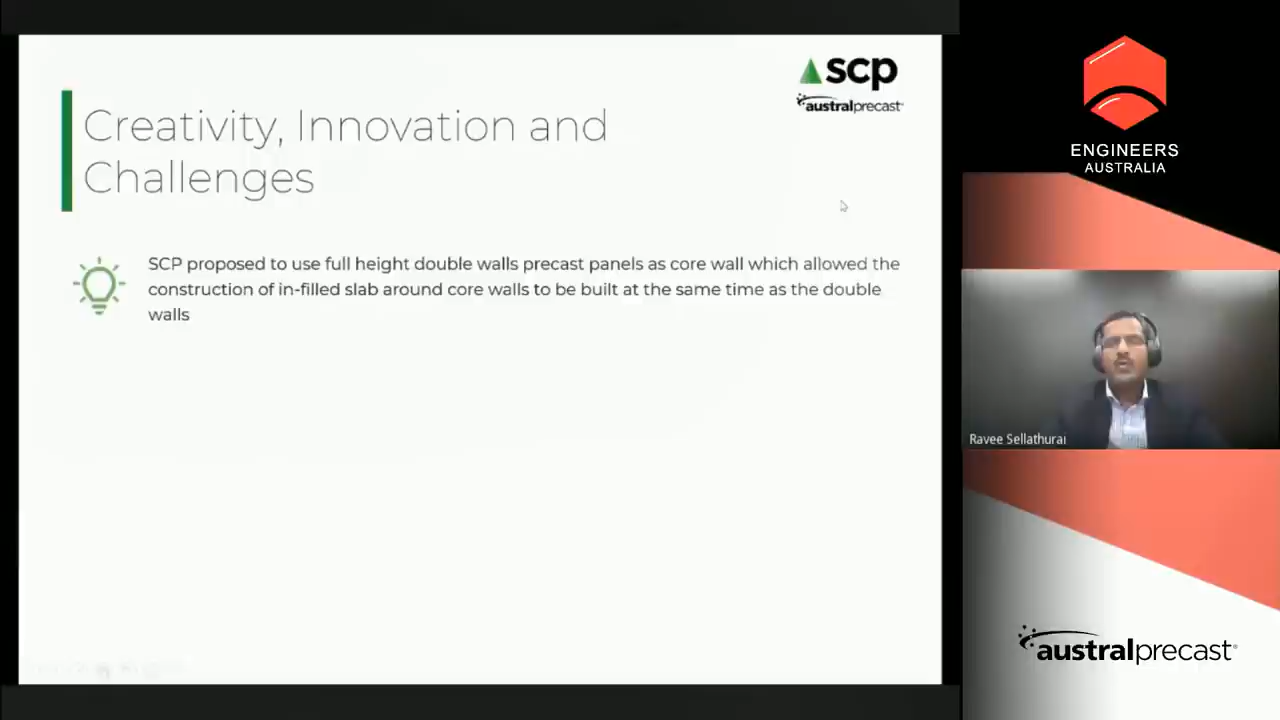 scp
australprecast
Creativity, Innovation and
Challenges
SCP proposed to use full height double walls precast panels as core wall which allowed the
construction of in-filled slab around core walls to be built at the same time as the double
walls
ENGINEERS
AUSTRALIA
Ravee Sellathurai
australprecast